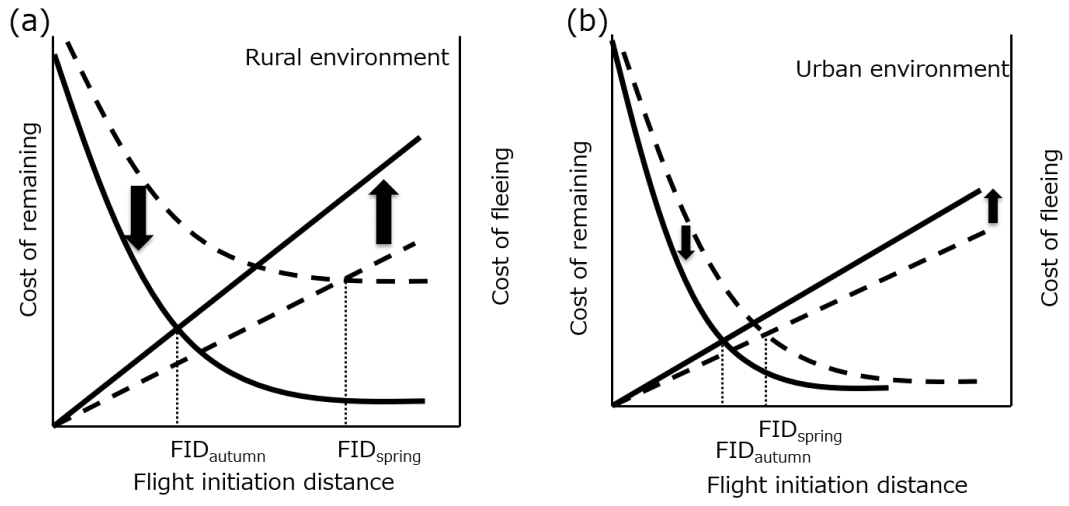 (a)
Rural environment
Cost of remaining
Cost of fleeing
FIDautumn
FIDspring
Flight initiation distance
(b)
Urban environment
Cost of remaining
Cost of fleeing
FIDspring
FIDautumn
Flight initiation distance